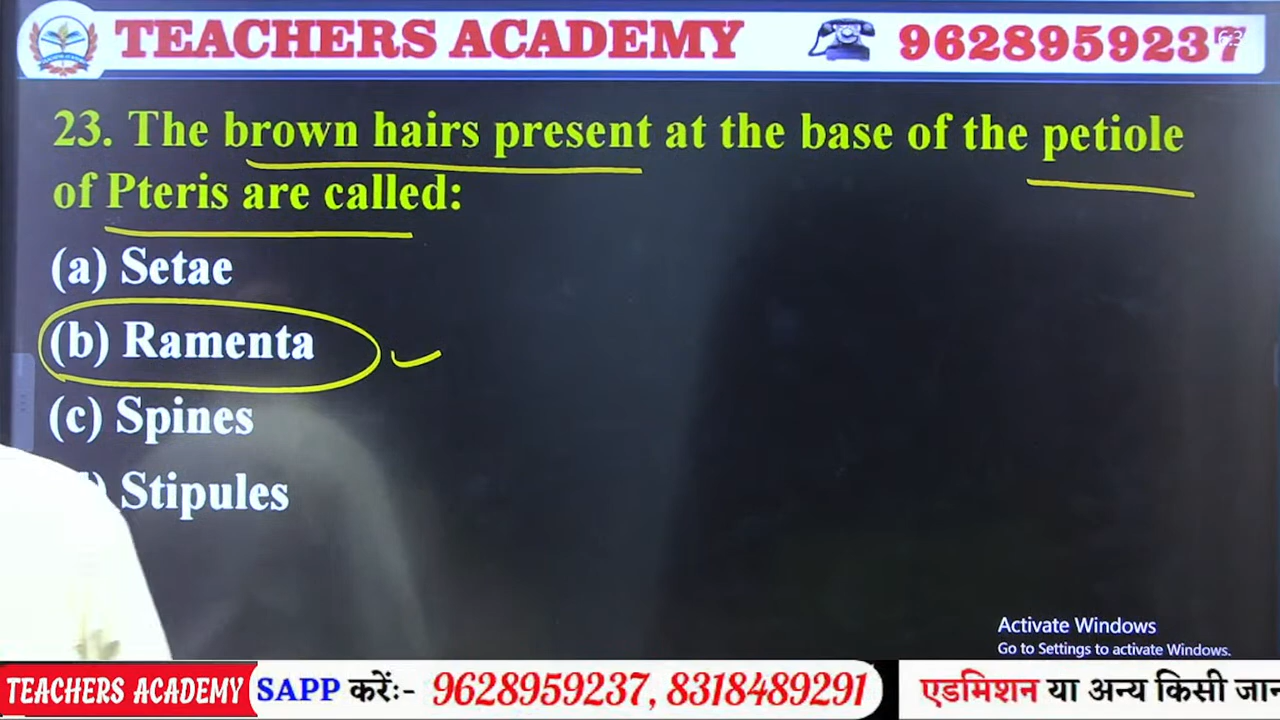 TEACHERS ACADEMY 9628959237
23. The brown hairs present at the base of the petiole
of Pteris are called:
(a) Setae
(b) Ramenta
(c) Spines
Stipules
Activate Windows
Go to Settings to activate Windows.
TEACHERS ACADEMY SAPP करें:- 9628959237, 8318489291 एडमिशन या अन्य किसी